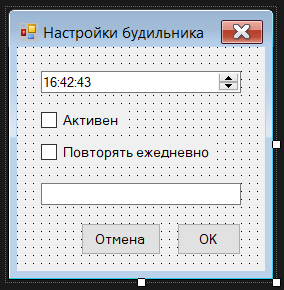 Настройки будильника
16:42:43
Активен
Повторять ежедневно
Отмена
OK